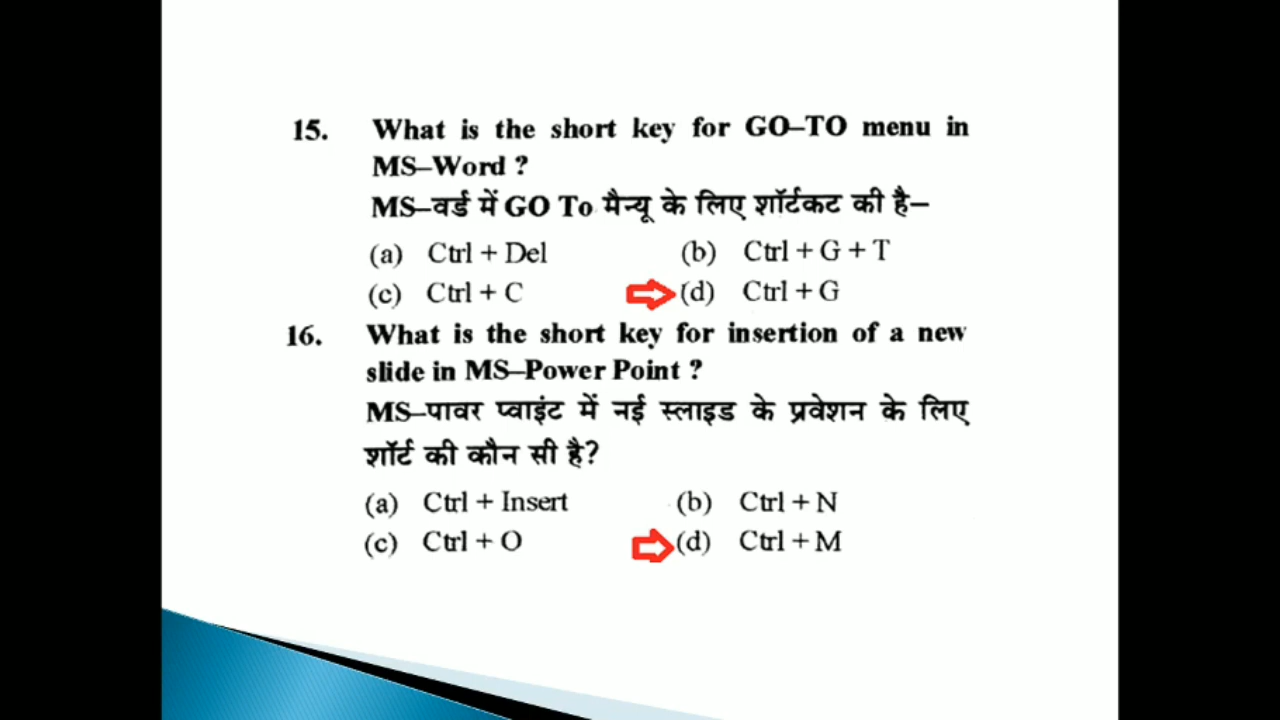 15. What is the short key for GO–TO menu in
MS–Word ?
MS–वर्ड में GO To मैन्यू के लिए शॉर्टकट की है–
(a) Ctrl + Del (b) Ctrl + G + T
(c) Ctrl + C (d) Ctrl + G
16. What is the short key for insertion of a new
slide in MS–Power Point ?
MS–पावर प्वाइंट में नई स्लाइड के प्रवेशन के लिए
शॉर्ट की कौन सी है?
(a) Ctrl + Insert (b) Ctrl + N
(c) Ctrl + O (d) Ctrl + M